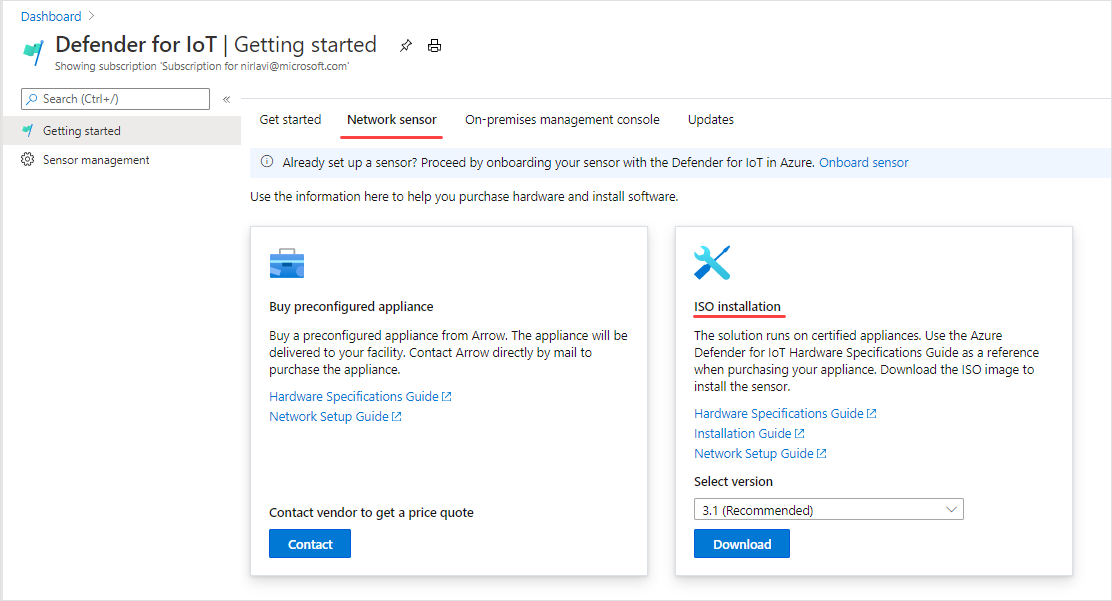 Dashboard
Defender for IoT | Getting started
Showing subscription 'Subscription for nirlavi@microsoft.com'
Search (Ctrl+/)
«
Getting started
Sensor management
Get started
Network sensor
On-premises management console
Updates
Already set up a sensor? Proceed by onboarding your sensor with the Defender for IoT in Azure. Onboard sensor
Use the information here to help you purchase hardware and install software.
Buy preconfigured appliance
Buy a preconfigured appliance from Arrow. The appliance will be
delivered to your facility. Contact Arrow directly by mail to
purchase the appliance.
Hardware Specifications Guide
Network Setup Guide
Contact vendor to get a price quote
Contact
ISO installation
The solution runs on certified appliances. Use the Azure
Defender for IoT Hardware Specifications Guide as a reference
when purchasing your appliance. Download the ISO image to
install the sensor.
Hardware Specifications Guide
Installation Guide
Network Setup Guide
Select version
3.1 (Recommended)
Download